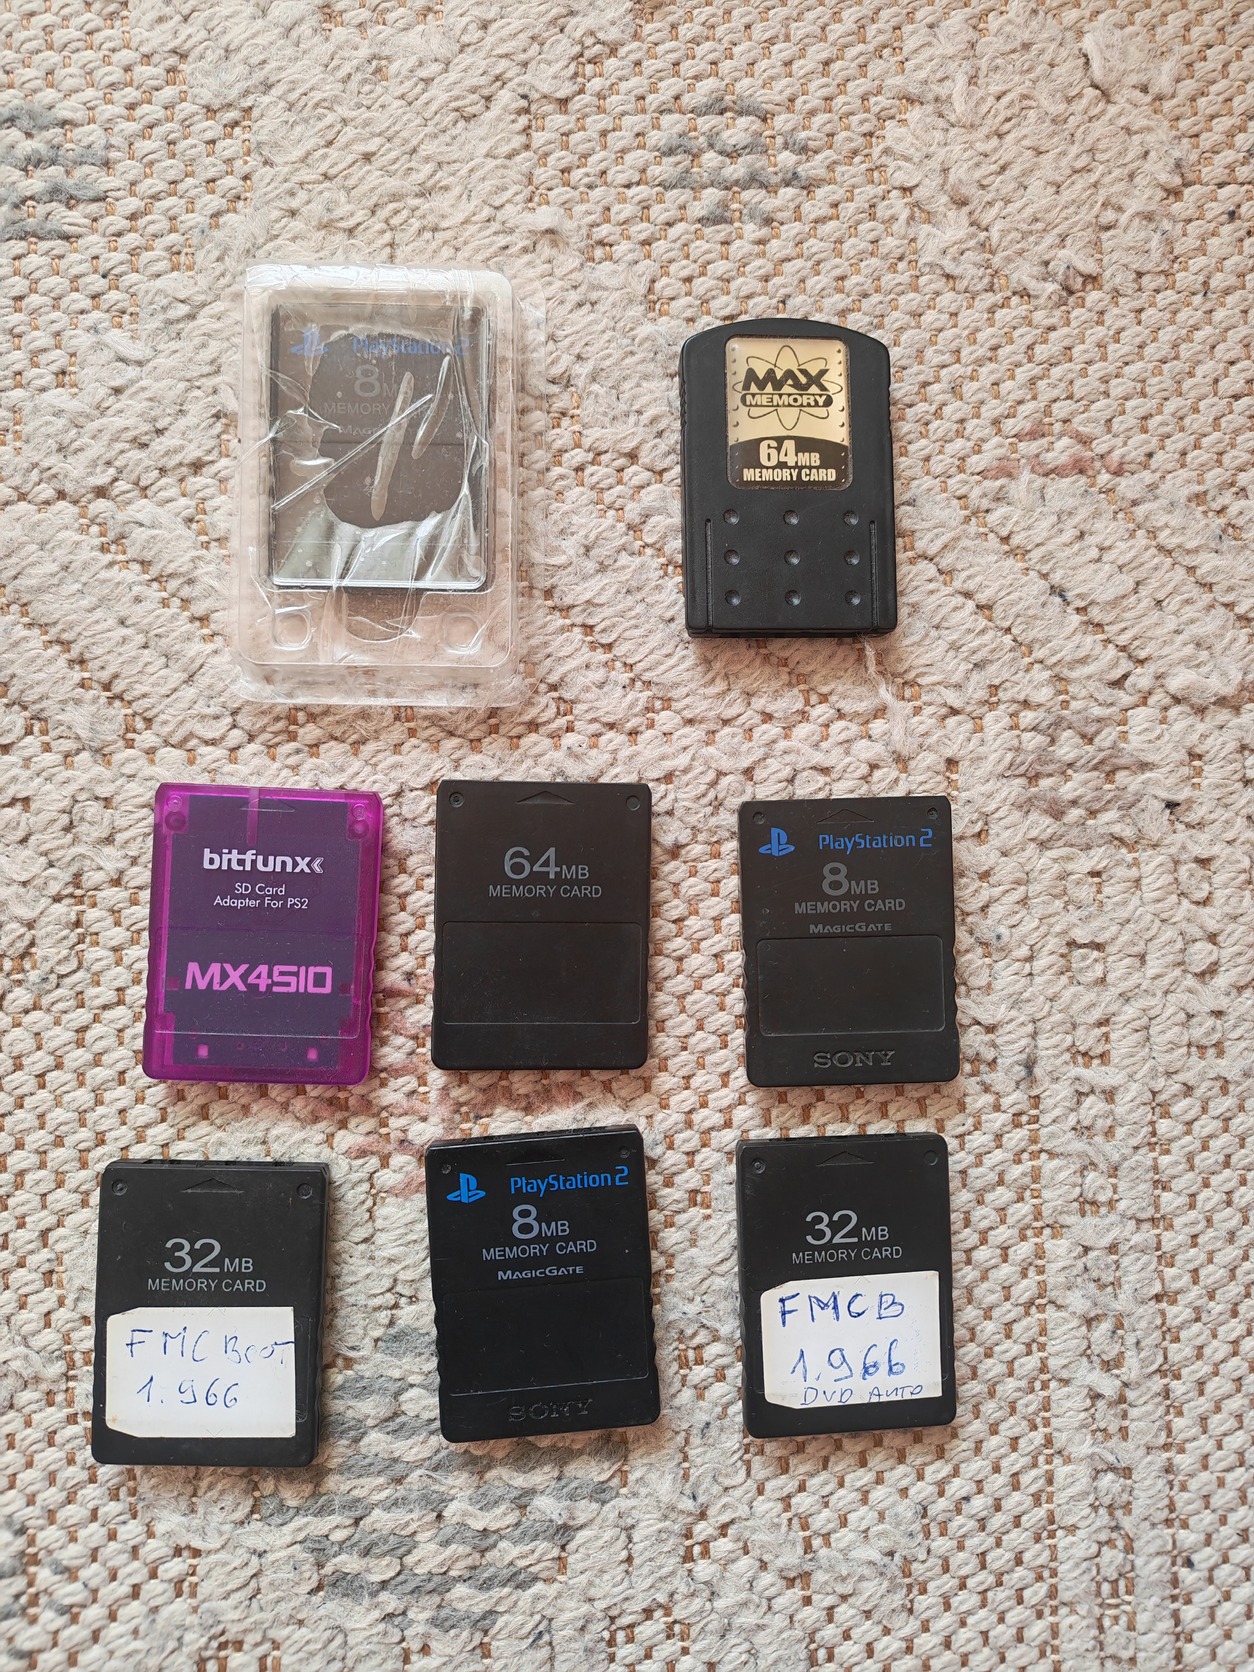 PlayStation 2
8MB
MEMORY
MAX
MEMORY
64MB
MEMORY CARD
bitfunx
SD Card
Adapter For PS2
MX4SIO
64MB
MEMORY CARD
PlayStation 2
8MB
MEMORY CARD
MAGICGATE
SONY
32MB
MEMORY CARD
FMC Boot
1.966
PlayStation 2
8MB
MEMORY CARD
MAGICGATE
SONY
32MB
MEMORY CARD
FMCB
1.966
DVD AUTO